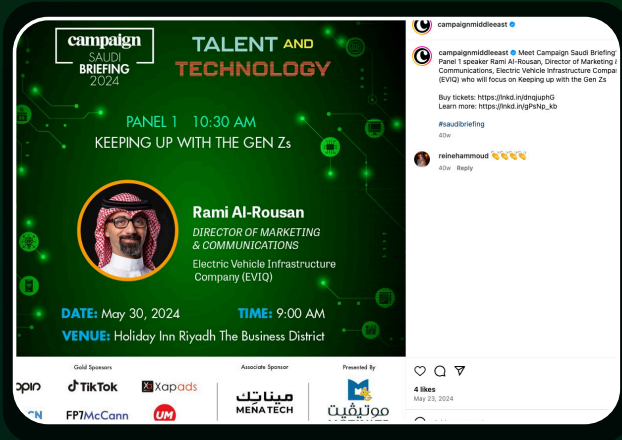 campaign
SAUDI
BRIEFING
2024
TALENT AND
TECHNOLOGY
PANEL 1 10:30 AM
KEEPING UP WITH THE GEN Zs
Rami Al-Rousan
DIRECTOR OF MARKETING
& COMMUNICATIONS
Electric Vehicle Infrastructure
Company (EVIQ)
DATE: May 30, 2024 TIME: 9:00 AM
VENUE: Holiday Inn Riyadh The Business District
Gold Sponsors Associate Sponsor Presented By
TikTok Xapads
ميناتك
MENATECH
موتيڤيت
FP7McCann UM
campaignmiddleeast
campaignmiddleeast Meet Campaign Saudi Briefing'
Panel 1 speaker Rami Al-Rousan, Director of Marketing &
Communications, Electric Vehicle Infrastructure Compa
(EVIQ) who will focus on Keeping up with the Gen Zs
Buy tickets: https://lnkd.in/dnqjuphG
Learn more: https://lnkd.in/gPsNp_kb
#saudibriefing
40w
reinehammoud 👏👏👏👏
40w Reply
4 likes
May 23, 2024